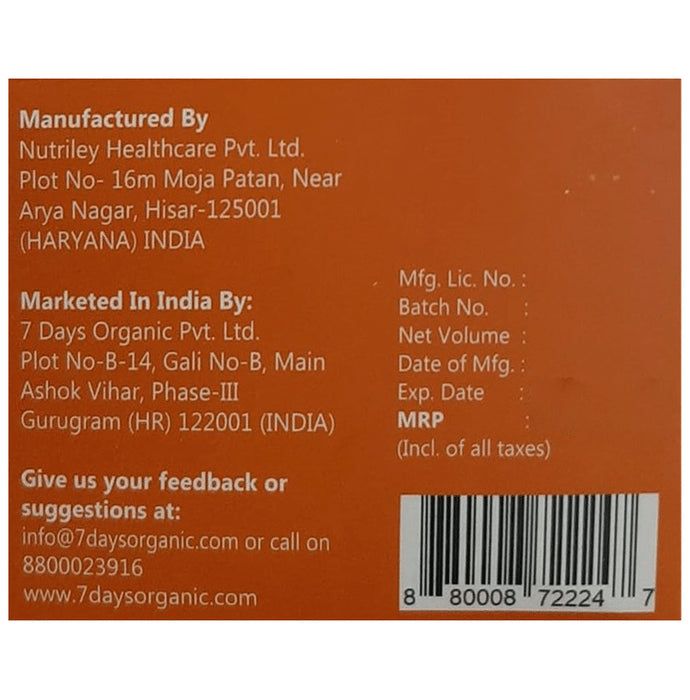 Manufactured By
Nutriley Healthcare Pvt. Ltd.
Plot No- 16m Moja Patan, Near
Arya Nagar, Hisar-125001
(HARYANA) INDIA
Marketed In India By:
7 Days Organic Pvt. Ltd.
Plot No-B-14, Gali No-B, Main
Ashok Vihar, Phase-III
Gurugram (HR) 122001 (INDIA)
Give us your feedback or
suggestions at:
info@7daysorganic.com or call on
8800023916
www.7daysorganic.com
Mfg. Lic. No. :
Batch No. :
Net Volume :
Date of Mfg. :
Exp. Date :
MRP :
(Incl. of all taxes)
8 80008 72224 7